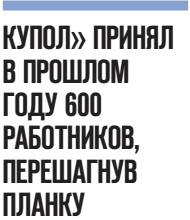 КУПОЛ» ПРИНЯЛ
В ПРОШЛОМ
ГОДУ 600
РАБОТНИКОВ,
ПЕРЕШАГНУВ
ПЛАНКУ